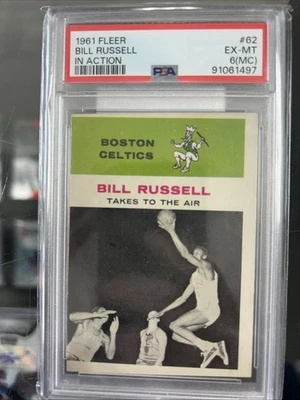 1961 FLEER #62
BILL RUSSELL EX-MT
IN ACTION PSA 6(MC)
91061497
BOSTON
CELTICS
BILL RUSSELL
TAKES TO THE AIR